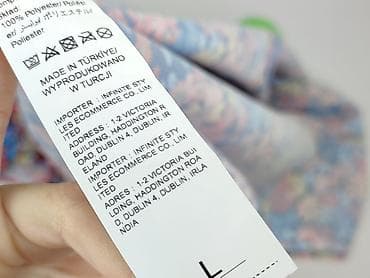 100% Polyester/ Poly
Poliester
MADE IN TÜRKİYE/
WYPRODUKOWANO
W TURCJI
IMPORTER : INFINITE STY
LES ECOMMERCE CO., LIM
ITED
ADDRESS : 1-2 VICTORIA
BUILDING, HADDINGTON R
OAD, DUBLIN 4, DUBLIN, IR
ELAND
IMPORTER : INFINITE STY
LES ECOMMERCE CO., LIM
ITED
ADRES : 1-2 VICTORIA BUI
LDING, HADDINGTON ROA
D, DUBLIN 4, DUBLIN, IRLA
NDIA
L